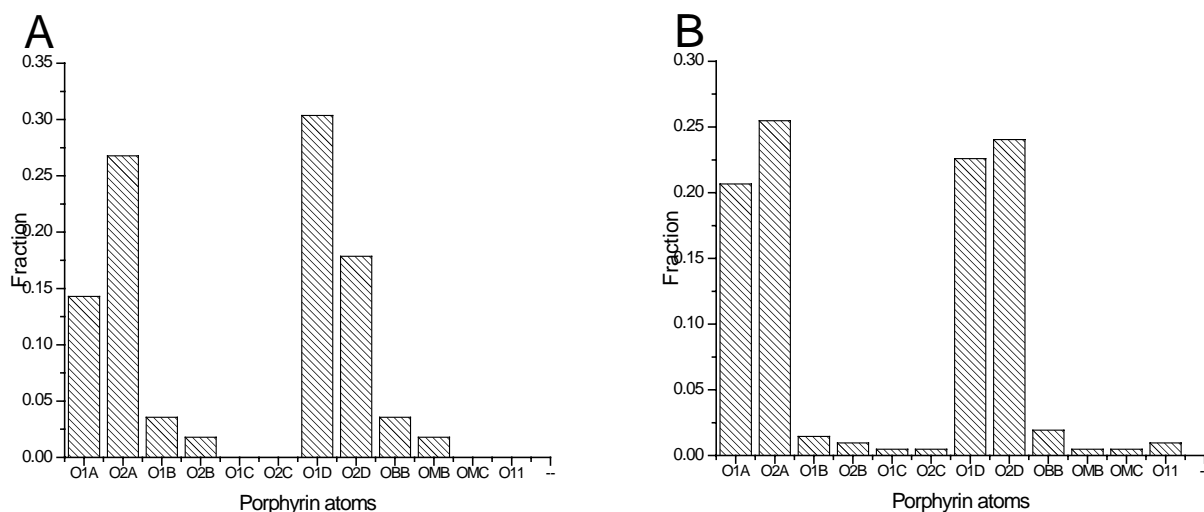 A
0.35
0.30
0.25
0.20
0.15
0.10
0.05
0.00
Fraction
O1A O2A O1B O2B O1C O2C O1D O2D OBB OMB OMC O11 --
Porphyrin atoms
B
0.30
0.25
0.20
0.15
0.10
0.05
0.00
Fraction
O1A O2A O1B O2B O1C O2C O1D O2D OBB OMB OMC O11 -
Porphyrin atoms